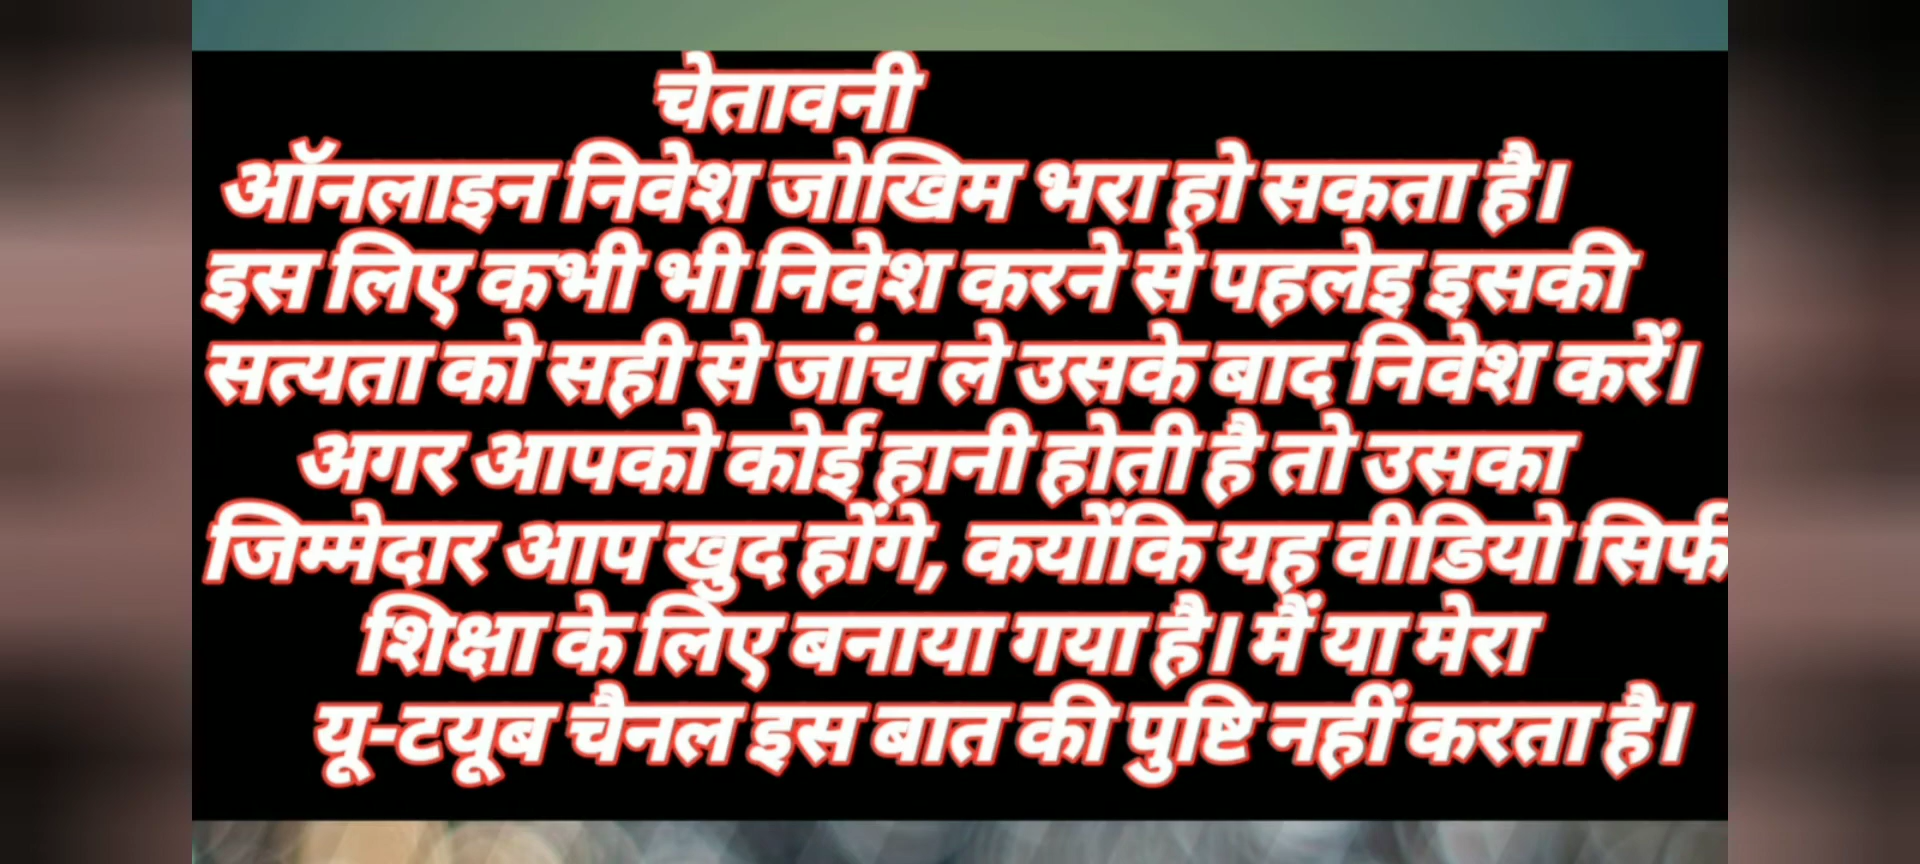 चेतावनी
ऑनलाइन निवेश जोखिम भरा हो सकता है।
इस लिए कभी भी निवेश करने से पहलेइ इसकी
सत्यता को सही से जांच ले उसके बाद निवेश करें।
अगर आपको कोई हानी होती है तो उसका
जिम्मेदार आप खुद होंगे, कयोंकि यह वीडियो सिर्फ
शिक्षा के लिए बनाया गया है। मैं या मेरा
यू-टयूब चैनल इस बात की पुष्टि नहीं करता है।